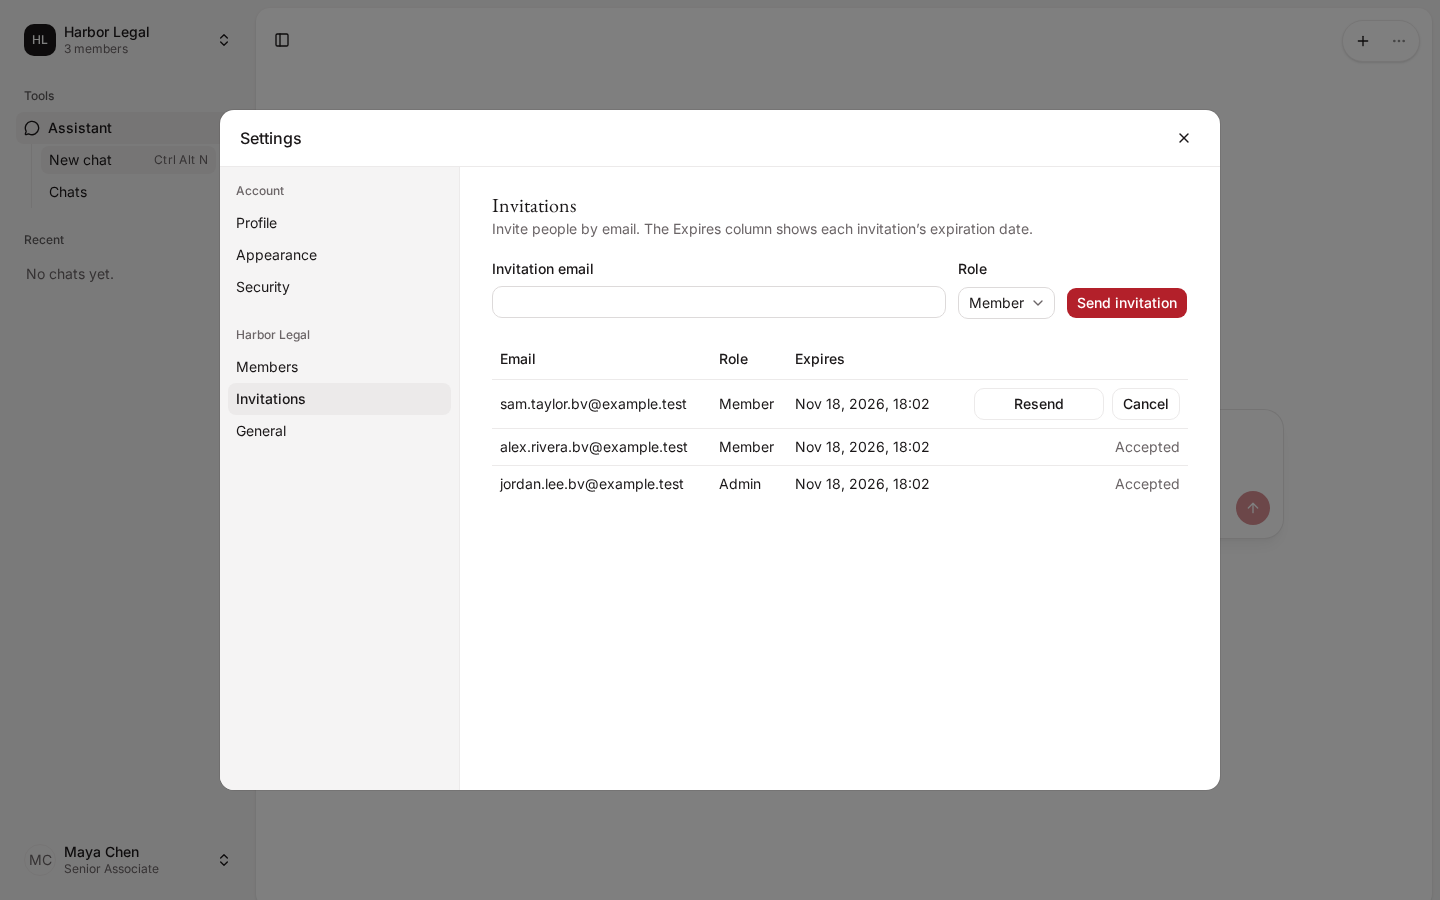 HL
Harbor Legal
3 members
Tools
Assistant
New chat Ctrl Alt N
Chats
Recent
No chats yet.
MC
Maya Chen
Senior Associate
Settings
Account
Profile
Appearance
Security
Harbor Legal
Members
Invitations
General
Invitations
Invite people by email. The Expires column shows each invitation’s expiration date.
Invitation email Role
Member Send invitation
Email Role Expires
sam.taylor.bv@example.test Member Nov 18, 2026, 18:02 Resend Cancel
alex.rivera.bv@example.test Member Nov 18, 2026, 18:02 Accepted
jordan.lee.bv@example.test Admin Nov 18, 2026, 18:02 Accepted